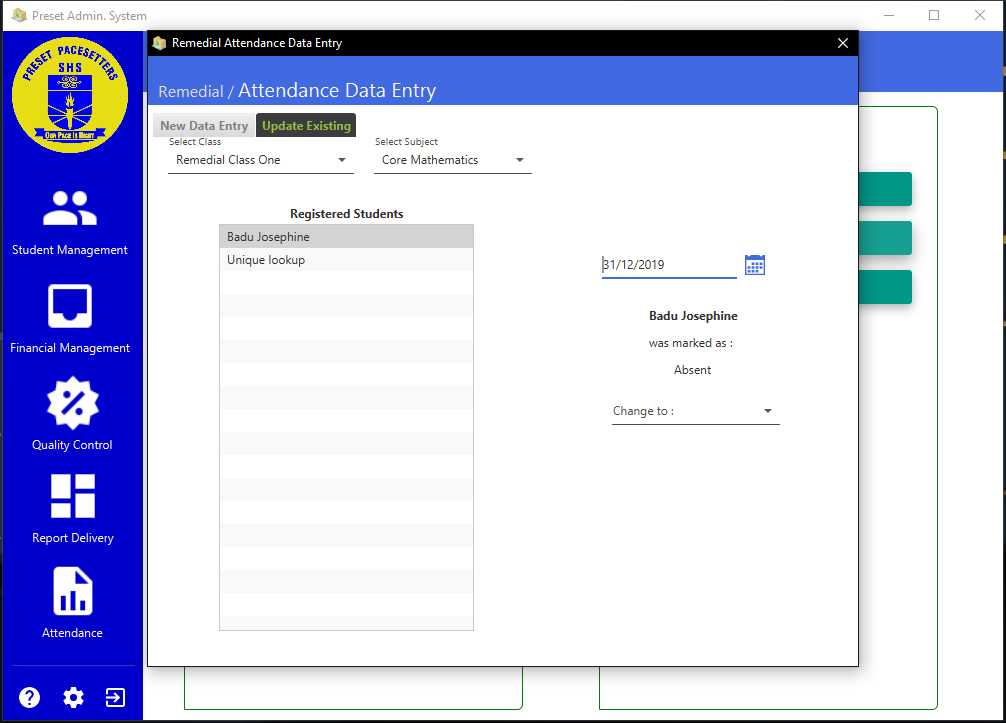 Preset Admin. System
PRESET PACESETTERS
SHS
OUR PACE IS RIGHT
Student Management
Financial Management
Quality Control
Report Delivery
Attendance
Remedial Attendance Data Entry
Remedial / Attendance Data Entry
New Data Entry Update Existing
Select Class Select Subject
Remedial Class One Core Mathematics
Registered Students
Badu Josephine
Unique lookup
31/12/2019
Badu Josephine
was marked as :
Absent
Change to :